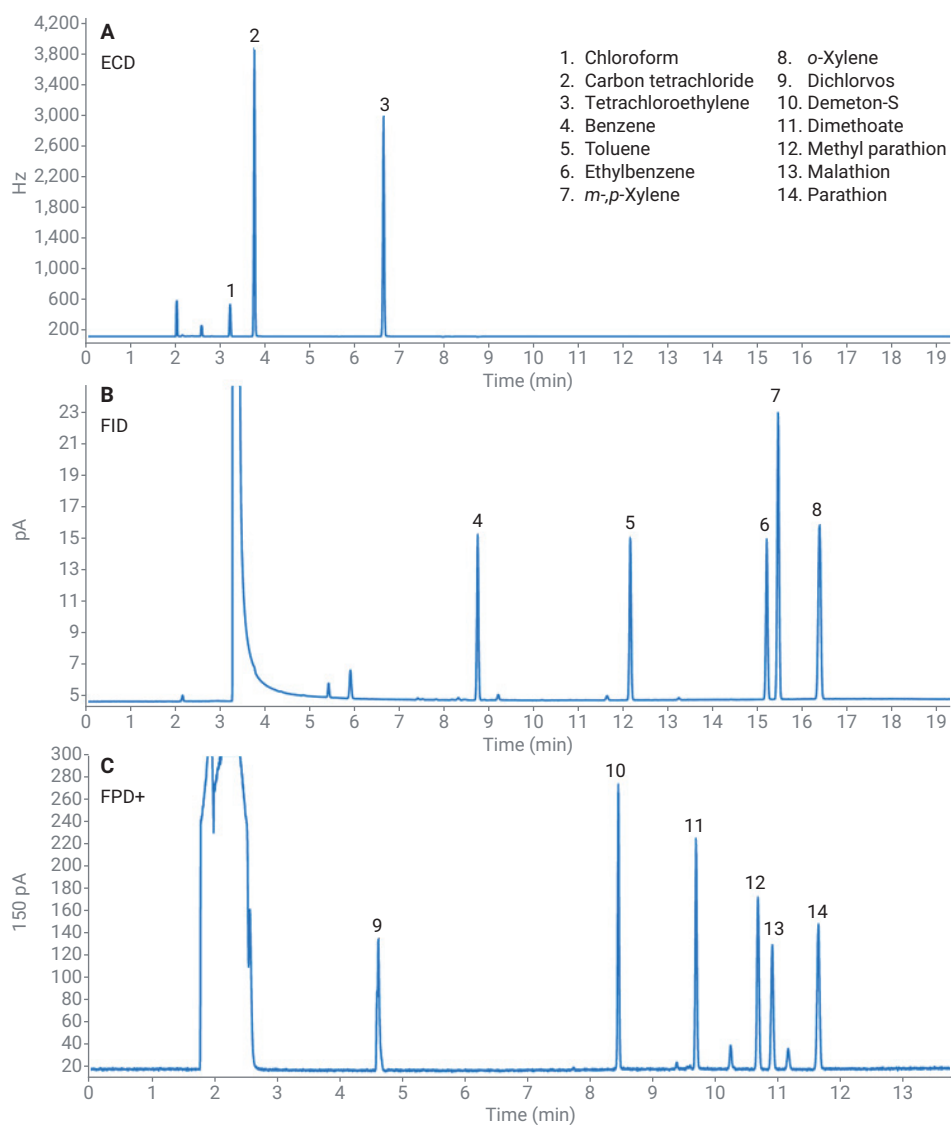 A
ECD
4,200
3,800
3,400
3,000
2,600
2,200
1,800
1,400
1,000
600
200
Hz
1
2
3
1. Chloroform
2. Carbon tetrachloride
3. Tetrachloroethylene
4. Benzene
5. Toluene
6. Ethylbenzene
7. m-,p-Xylene
8. o-Xylene
9. Dichlorvos
10. Demeton-S
11. Dimethoate
12. Methyl parathion
13. Malathion
14. Parathion
0 1 2 3 4 5 6 7 8 9 10 11 12 13 14 15 16 17 18 19
Time (min)
B
FID
23
21
19
17
15
13
11
9
7
5
pA
4
5
6
7
8
0 1 2 3 4 5 6 7 8 9 10 11 12 13 14 15 16 17 18 19
Time (min)
C
FPD+
300
280
260
240
220
200
180
160
140
120
100
80
60
40
20
150 pA
9
10
11
12
13
14
0 1 2 3 4 5 6 7 8 9 10 11 12 13
Time (min)